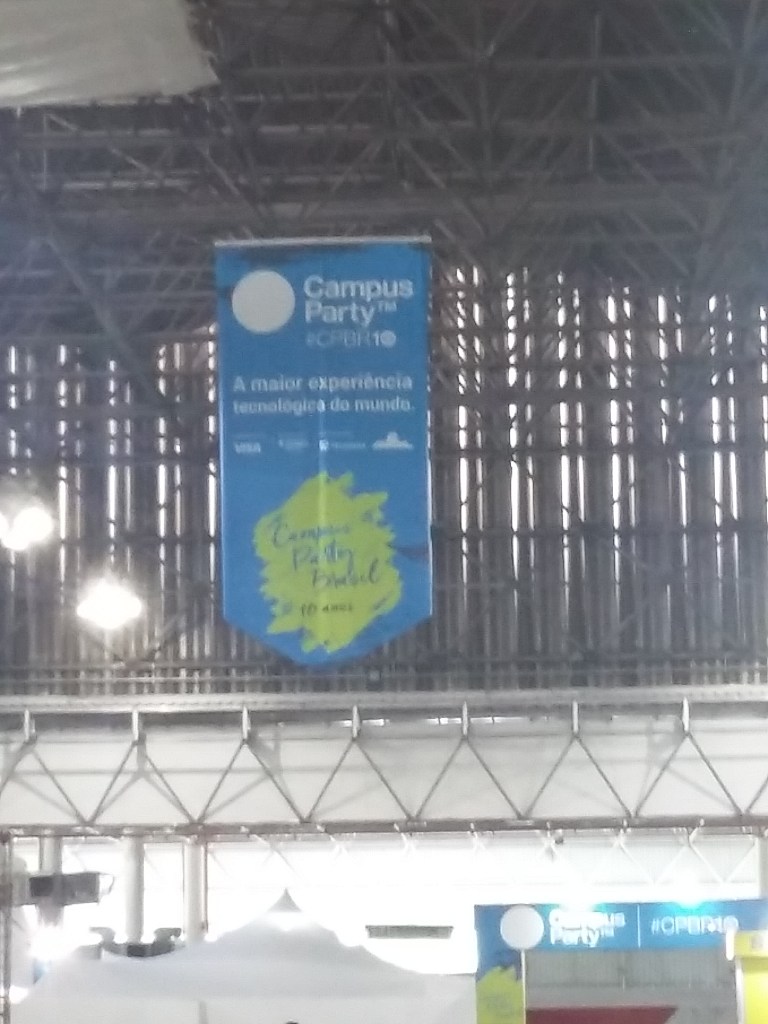 Campus
Party™
#CPBR10
A maior experiência
tecnológica do mundo.
VISA
Campus
Party
Brasil
10 anos
Campus
Party™
#CPBR10